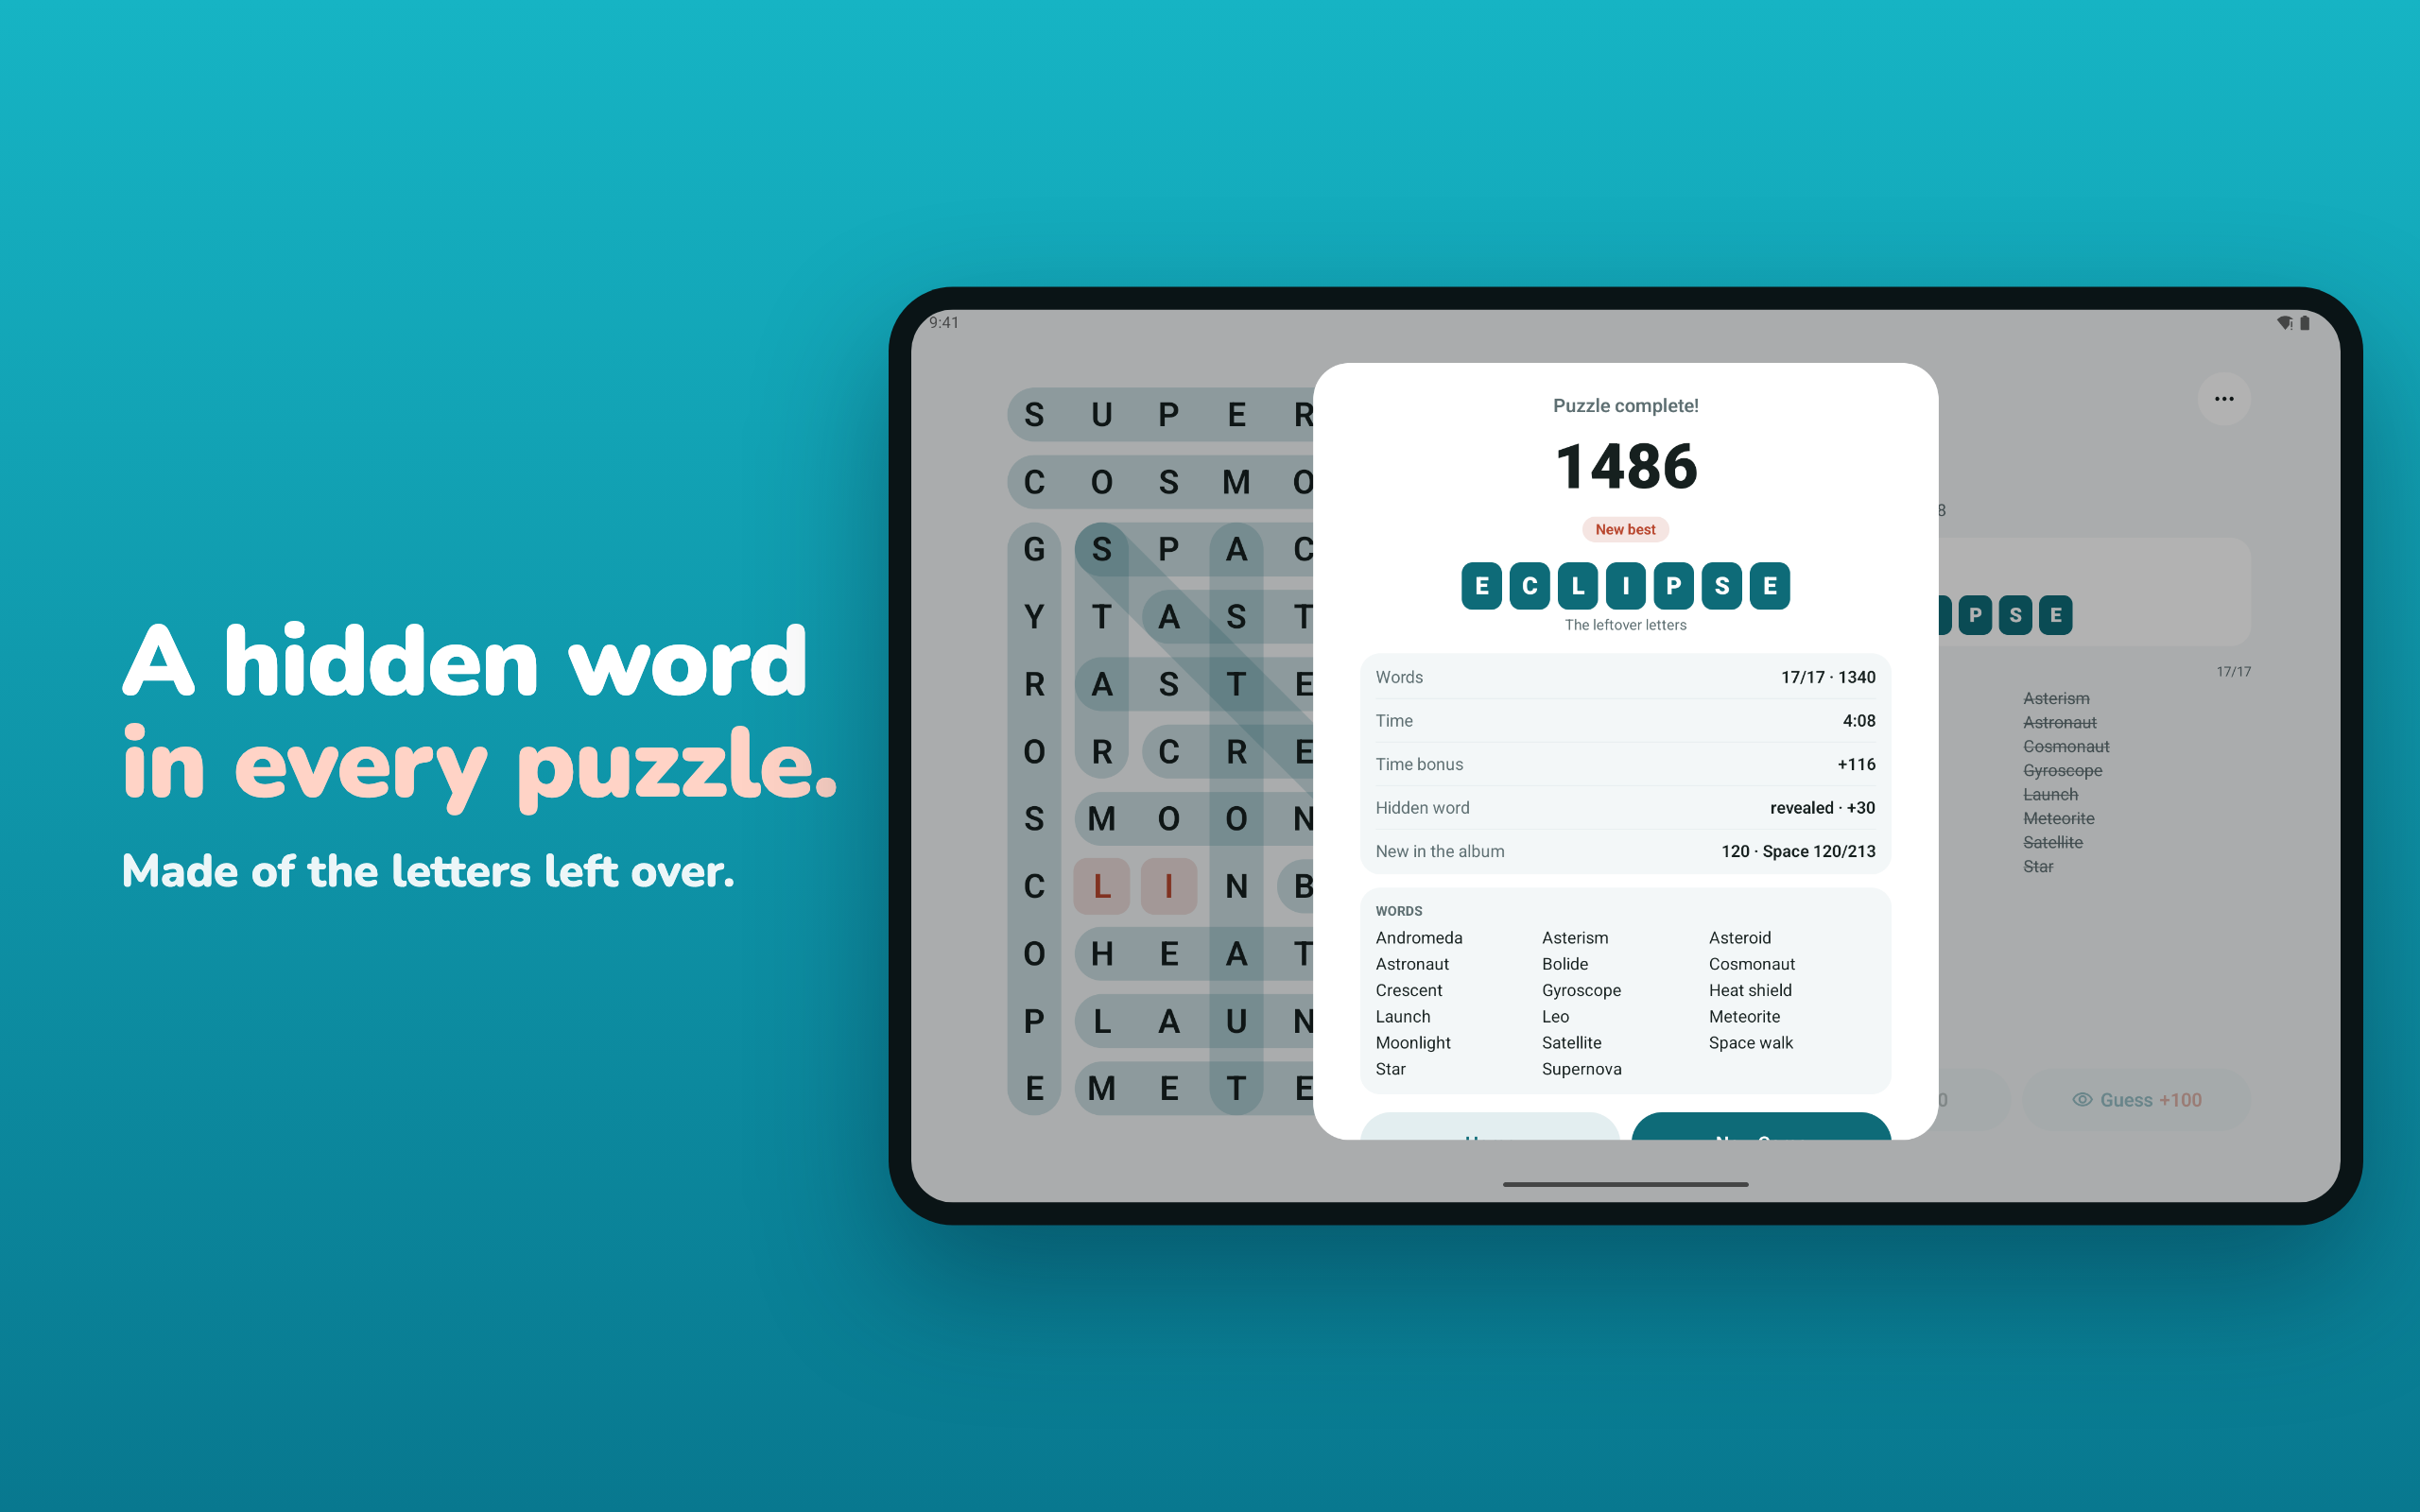 A hidden word
in every puzzle.
Made of the letters left over.
9:41
S U P E R
C O S M O
G S P A C
Y T A S T
R A S T E
O R C R E
S M O O N
C L I N B
O H E A T
P L A U N
E M E T E
Puzzle complete!
1486
New best
E C L I P S E
The leftover letters
Words 17/17 · 1340
Time 4:08
Time bonus +116
Hidden word revealed · +30
New in the album 120 · Space 120/213
WORDS
Andromeda Asterism Asteroid
Astronaut Bolide Cosmonaut
Crescent Gyroscope Heat shield
Launch Leo Meteorite
Moonlight Satellite Space walk
Star Supernova
8
P S E
17/17
Asterism
Astronaut
Cosmonaut
Gyroscope
Launch
Meteorite
Satellite
Star
0
Guess +100